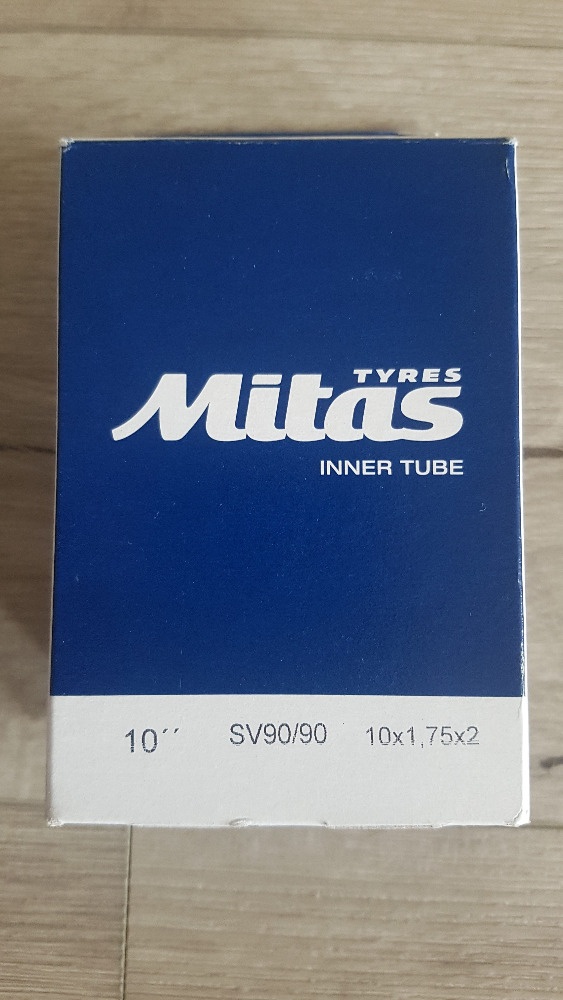 TYRES
Mitas
INNER TUBE
10´´ SV90/90 10x1,75x2